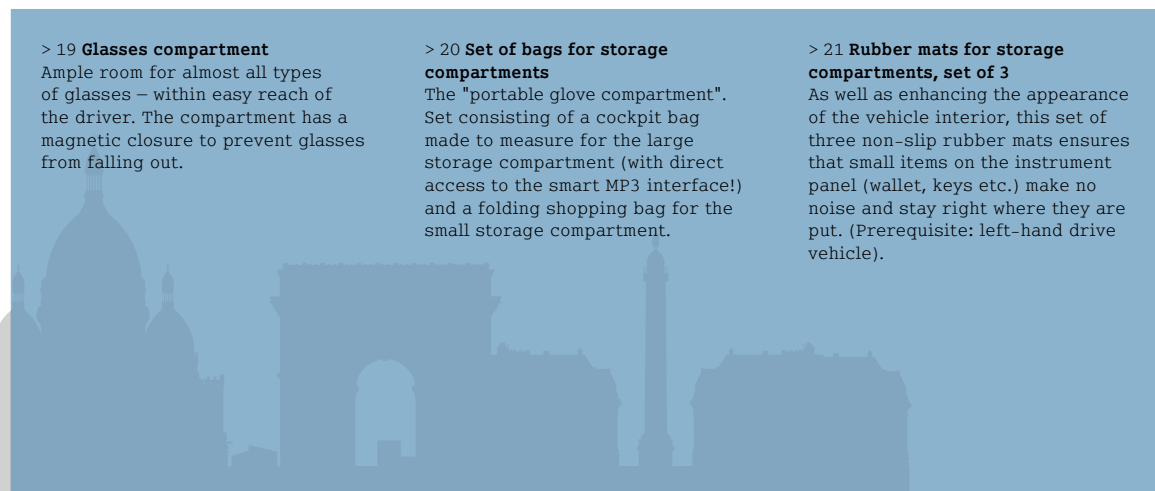 > 19 Glasses compartment
Ample room for almost all types
of glasses – within easy reach of
the driver. The compartment has a
magnetic closure to prevent glasses
from falling out.
> 20 Set of bags for storage
compartments
The "portable glove compartment".
Set consisting of a cockpit bag
made to measure for the large
storage compartment (with direct
access to the smart MP3 interface!)
and a folding shopping bag for the
small storage compartment.
> 21 Rubber mats for storage
compartments, set of 3
As well as enhancing the appearance
of the vehicle interior, this set of
three non-slip rubber mats ensures
that small items on the instrument
panel (wallet, keys etc.) make no
noise and stay right where they are
put. (Prerequisite: left-hand drive
vehicle).